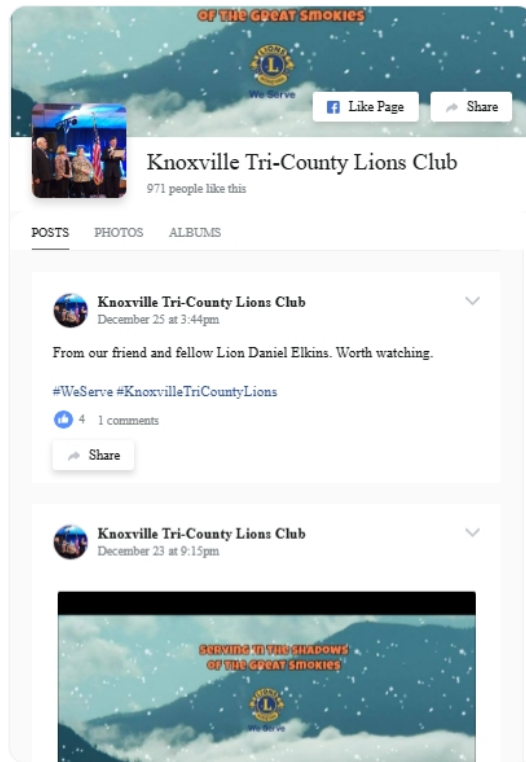 OF THE GREAT SMOKIES
LIONS
L
We Serve
Like Page
Share
Knoxville Tri-County Lions Club
971 people like this
POSTS PHOTOS ALBUMS
Knoxville Tri-County Lions Club
December 25 at 3:44pm
From our friend and fellow Lion Daniel Elkins. Worth watching.
#WeServe #KnoxvilleTriCountyLions
4 1 comments
Share
Knoxville Tri-County Lions Club
December 23 at 9:15pm
SERVING 'N THE SHADOWS
OF THE GREAT SMOKIES
LIONS
L
We Serve